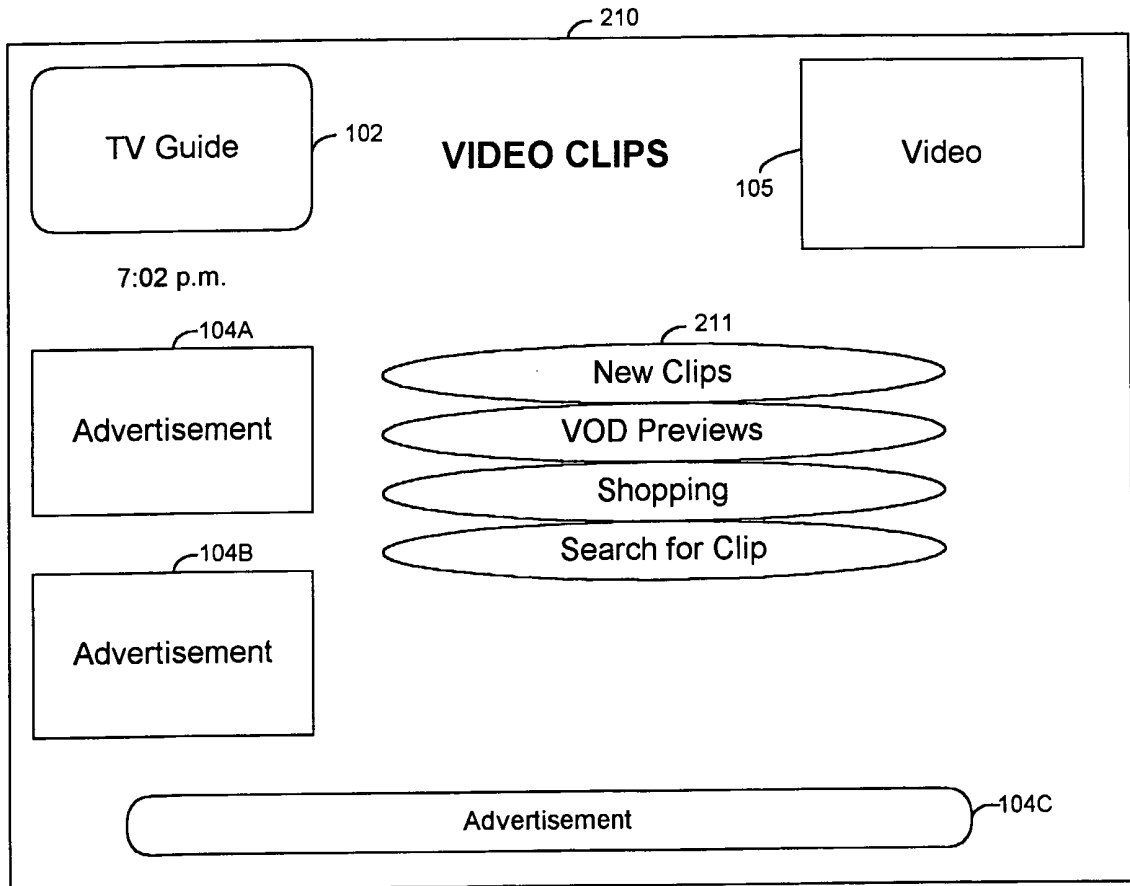 210
TV Guide
102
VIDEO CLIPS
Video
105
7:02 p.m.
104A
Advertisement
211
New Clips
VOD Previews
Shopping
Search for Clip
104B
Advertisement
Advertisement
104C